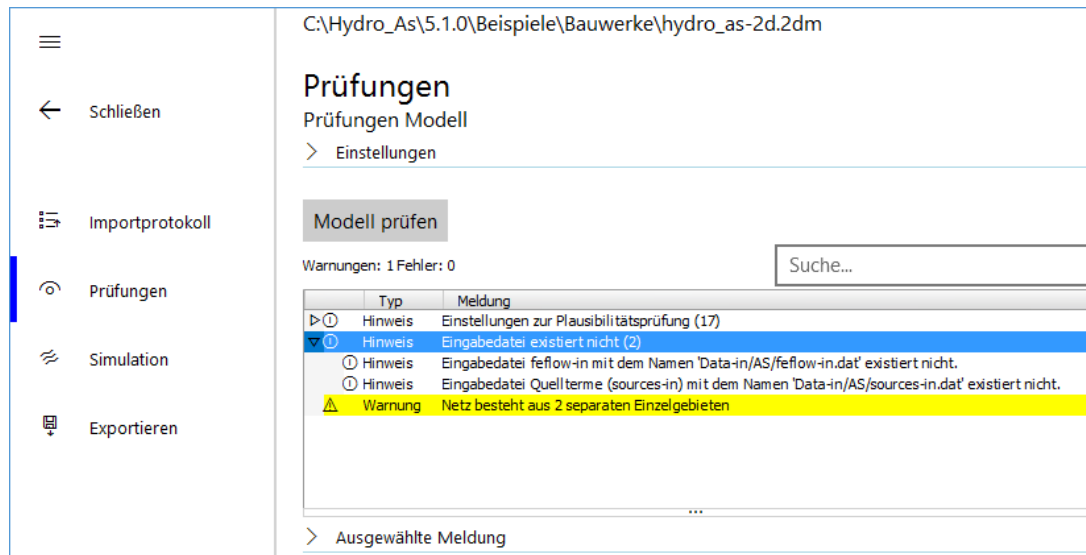 C:\Hydro_As\5.1.0\Beispiele\Bauwerke\hydro_as-2d.2dm
Schließen
Importprotokoll
Prüfungen
Simulation
Exportieren
Prüfungen
Prüfungen Modell
Einstellungen
Modell prüfen
Warnungen: 1 Fehler: 0
Suche...
Typ Meldung
Hinweis Einstellungen zur Plausibilitätsprüfung (17)
Hinweis Eingabedatei existiert nicht (2)
Hinweis Eingabedatei feflow-in mit dem Namen 'Data-in/AS/feflow-in.dat' existiert nicht.
Hinweis Eingabedatei Quellterme (sources-in) mit dem Namen 'Data-in/AS/sources-in.dat' existiert nicht.
Warnung Netz besteht aus 2 separaten Einzelgebieten
...
Ausgewählte Meldung